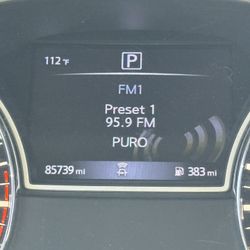 112 °F P
FM1
Preset 1
95.9 FM
PURO
85739 mi 383 mi